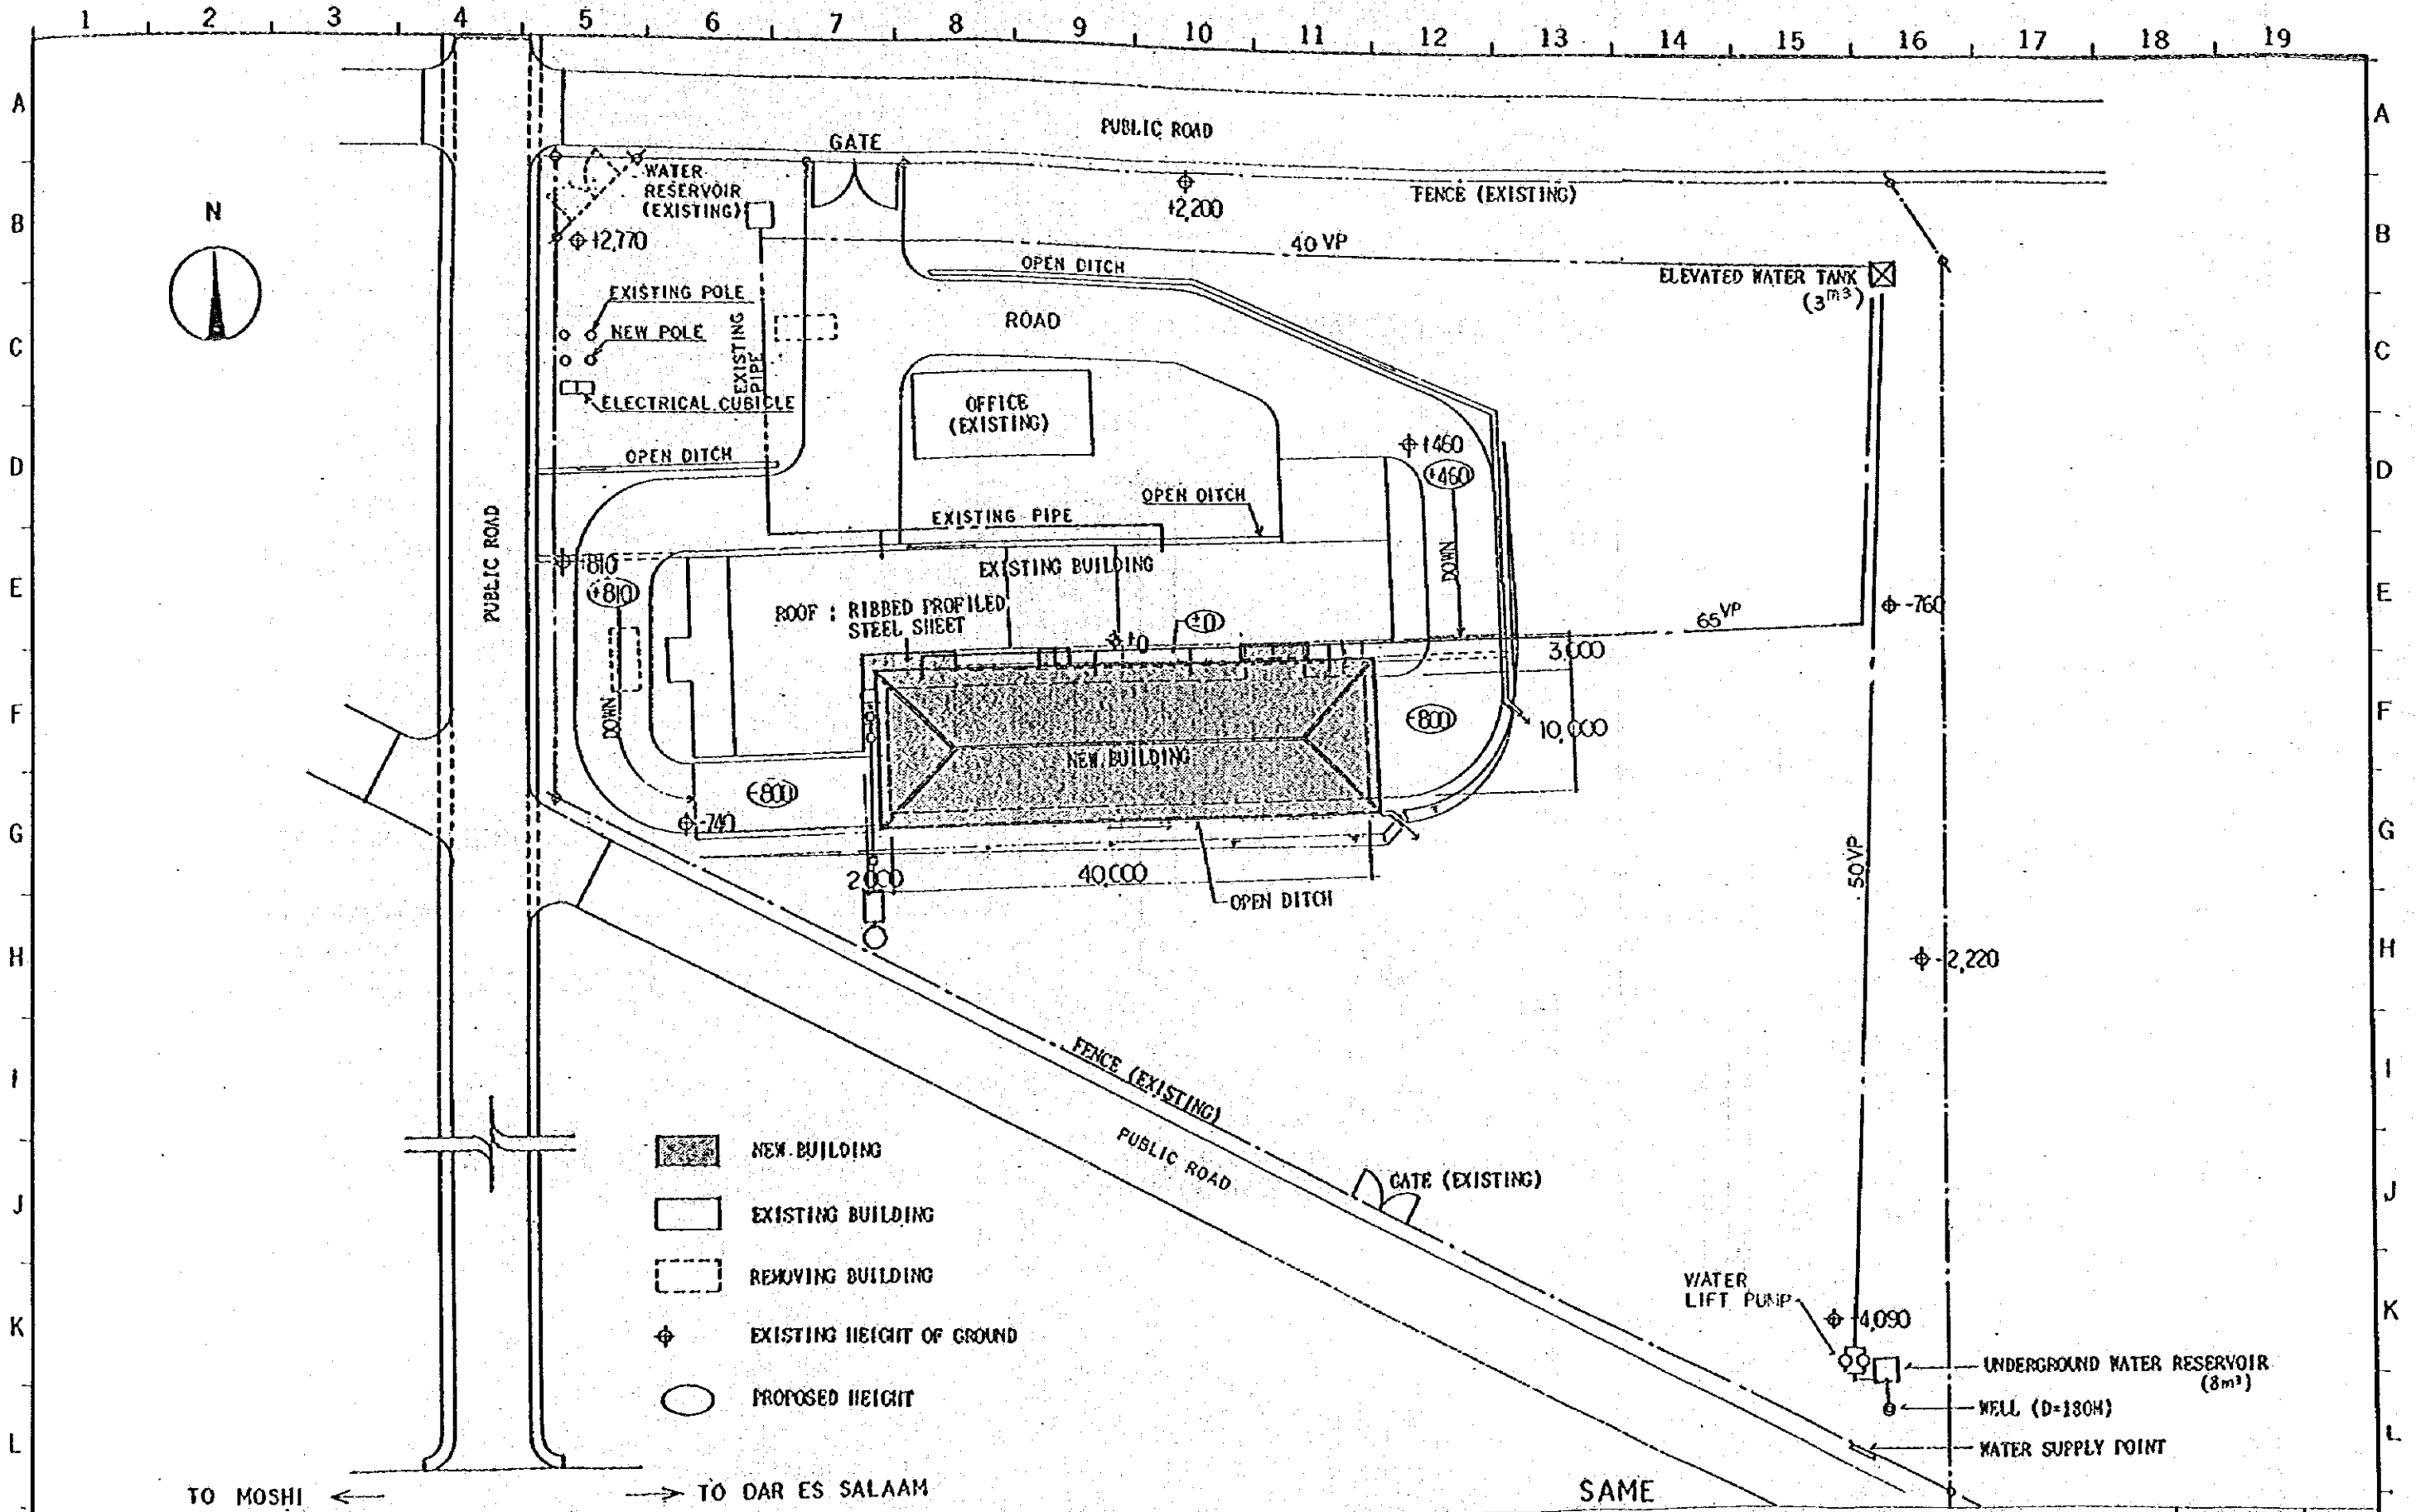 1 2 3 4 5 6 7 8 9 10 11 12 13 14 15 16 17 18 19
A
B
C
D
E
F
G
H
I
J
K
L
A
B
C
D
E
F
G
H
I
J
K
L
N
PUBLIC ROAD
GATE
WATER
RESERVOIR
(EXISTING)
+2,770
+2,200
FENCE (EXISTING)
40 VP
OPEN DITCH
ELEVATED WATER TANK
(3m³)
EXISTING POLE
NEW POLE
EXISTING
PIPE
ROAD
ELECTRICAL CUBICLE
OFFICE
(EXISTING)
OPEN DITCH
+460
+460
OPEN DITCH
EXISTING PIPE
PUBLIC ROAD
EXISTING BUILDING
DOWN
+810
+810
ROOF : RIBBED PROFILED
STEEL SHEET
±0
±0
65VP
-760
3,000
DOWN
-800
10,000
NEW BUILDING
-800
-740
2,000
40,000
OPEN DITCH
50VP
-2,220
FENCE (EXISTING)
PUBLIC ROAD
GATE (EXISTING)
NEW BUILDING
EXISTING BUILDING
REMOVING BUILDING
EXISTING HEIGHT OF GROUND
PROPOSED HEIGHT
WATER
LIFT PUMP
-4,090
UNDERGROUND WATER RESERVOIR
(8m³)
WELL (D=180M)
WATER SUPPLY POINT
TO MOSHI
TO DAR ES SALAAM
SAME